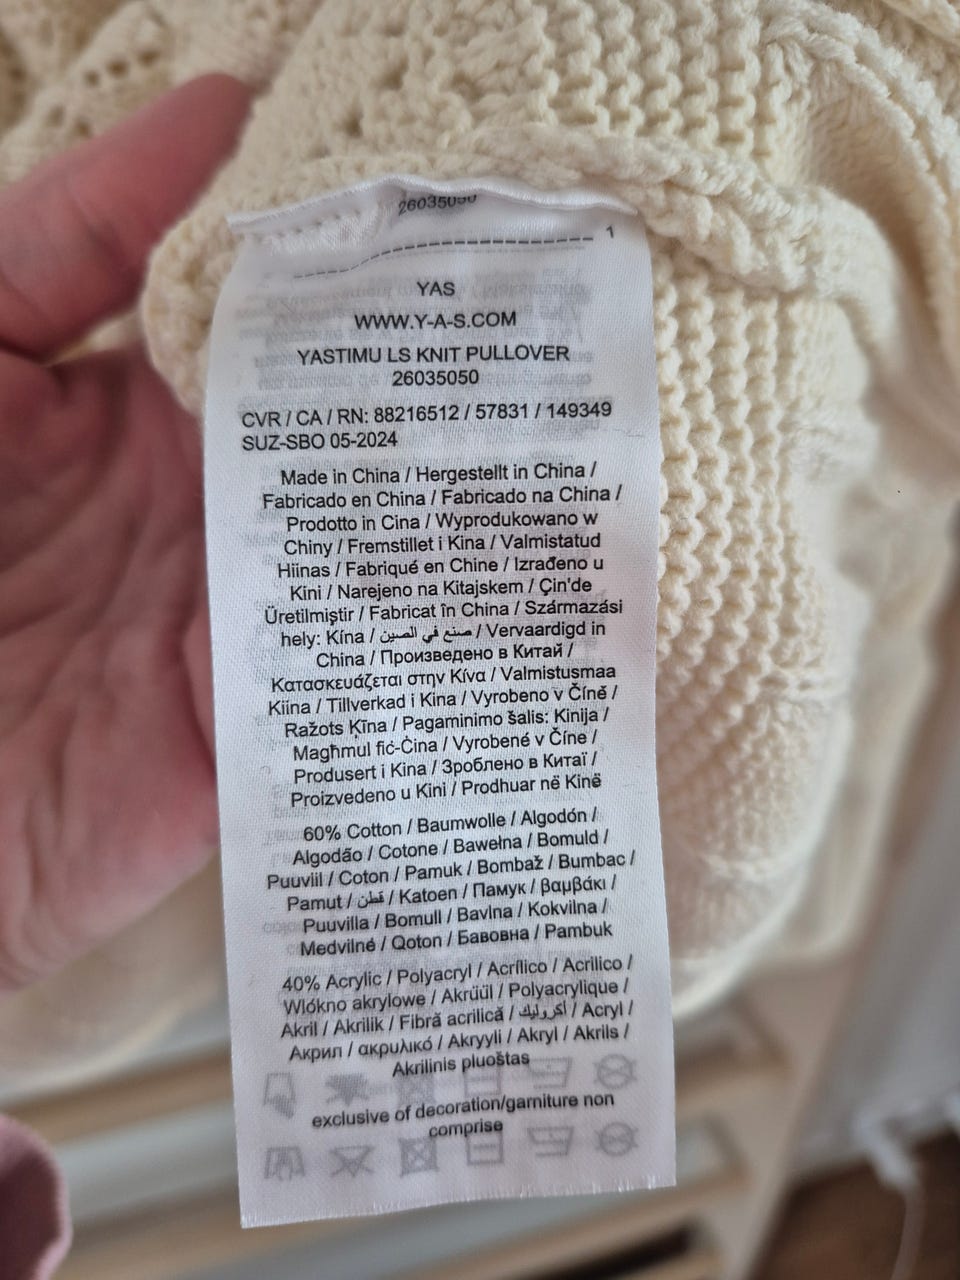 26035050
1
YAS
WWW.Y-A-S.COM
YASTIMU LS KNIT PULLOVER
26035050
CVR / CA / RN: 88216512 / 57831 / 149349
SUZ-SBO 05-2024
Made in China / Hergestellt in China /
Fabricado en China / Fabricado na China /
Prodotto in Cina / Wyprodukowano w
Chiny / Fremstillet i Kina / Valmistatud
Hiinas / Fabriqué en Chine / Izrađeno u
Kini / Narejeno na Kitajskem / Çin'de
Üretilmiştir / Fabricat în China / Származási
hely: Kína / صنع في الصين / Vervaardigd in
China / Произведено в Китай /
Κατασκευάζεται στην Κίνα / Valmistusmaa
Kiina / Tillverkad i Kina / Vyrobeno v Číně /
Ražots Ķīna / Pagaminimo šalis: Kinija /
Magħmul fiċ-Ċina / Vyrobené v Číne /
Produsert i Kina / Зроблено в Китаї /
Proizvedeno u Kini / Prodhuar në Kinë
60% Cotton / Baumwolle / Algodón /
Algodão / Cotone / Bawełna / Bomuld /
Puuviil / Coton / Pamuk / Bombaž / Bumbac /
Pamut / قطن / Katoen / Памук / βαμβάκι /
Puuvilla / Bomull / Bavlna / Kokvilna /
Medvilnė / Qoton / Бавовна / Pambuk
40% Acrylic / Polyacryl / Acrílico / Acrilico /
Wlókno akrylowe / Akrüül / Polyacrylique /
Akril / Akrilik / Fibră acrilică / أكروليك / Acryl /
Акрил / ακρυλικό / Akryyli / Akryl / Akrils /
Akrilinis pluoštas
exclusive of decoration/garniture non
comprise